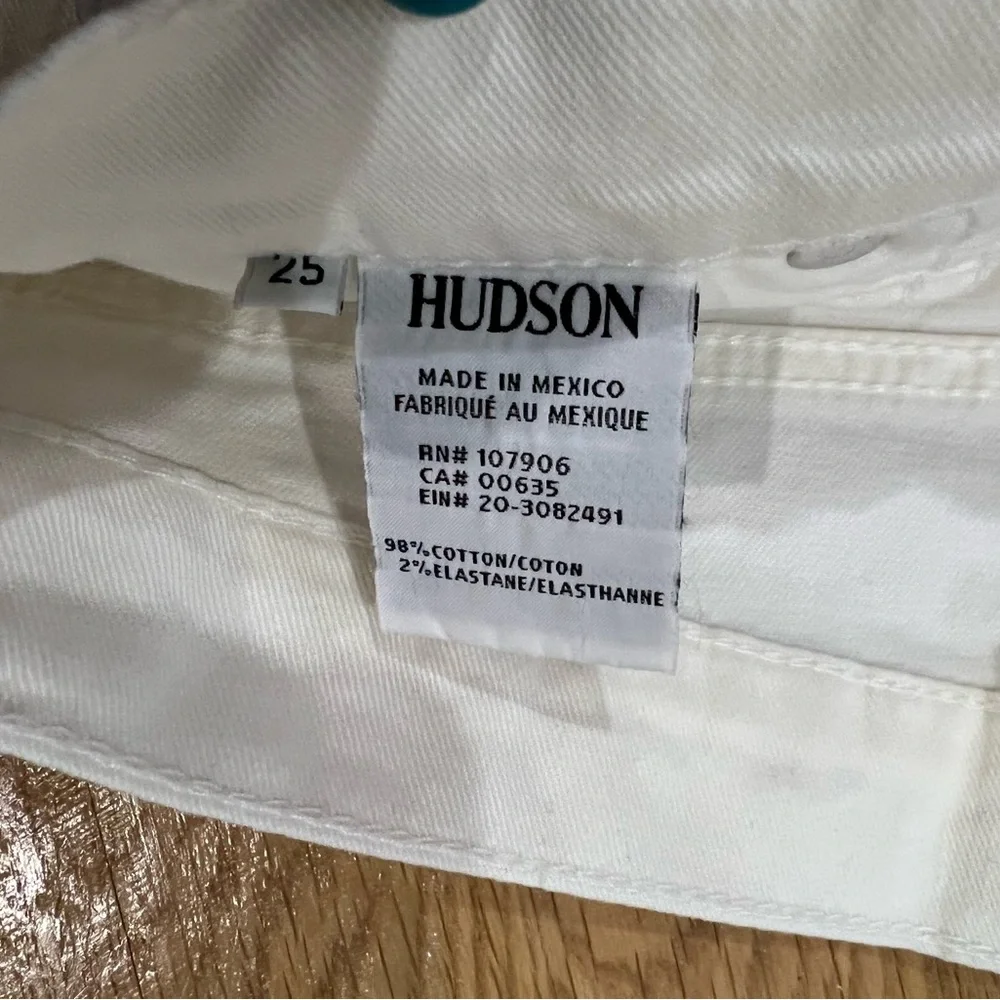 25
HUDSON
MADE IN MEXICO
FABRIQUÉ AU MEXIQUE
RN# 107906
CA# 00635
EIN# 20-3082491
98% COTTON/COTON
2% ELASTANE/ELASTHANNE